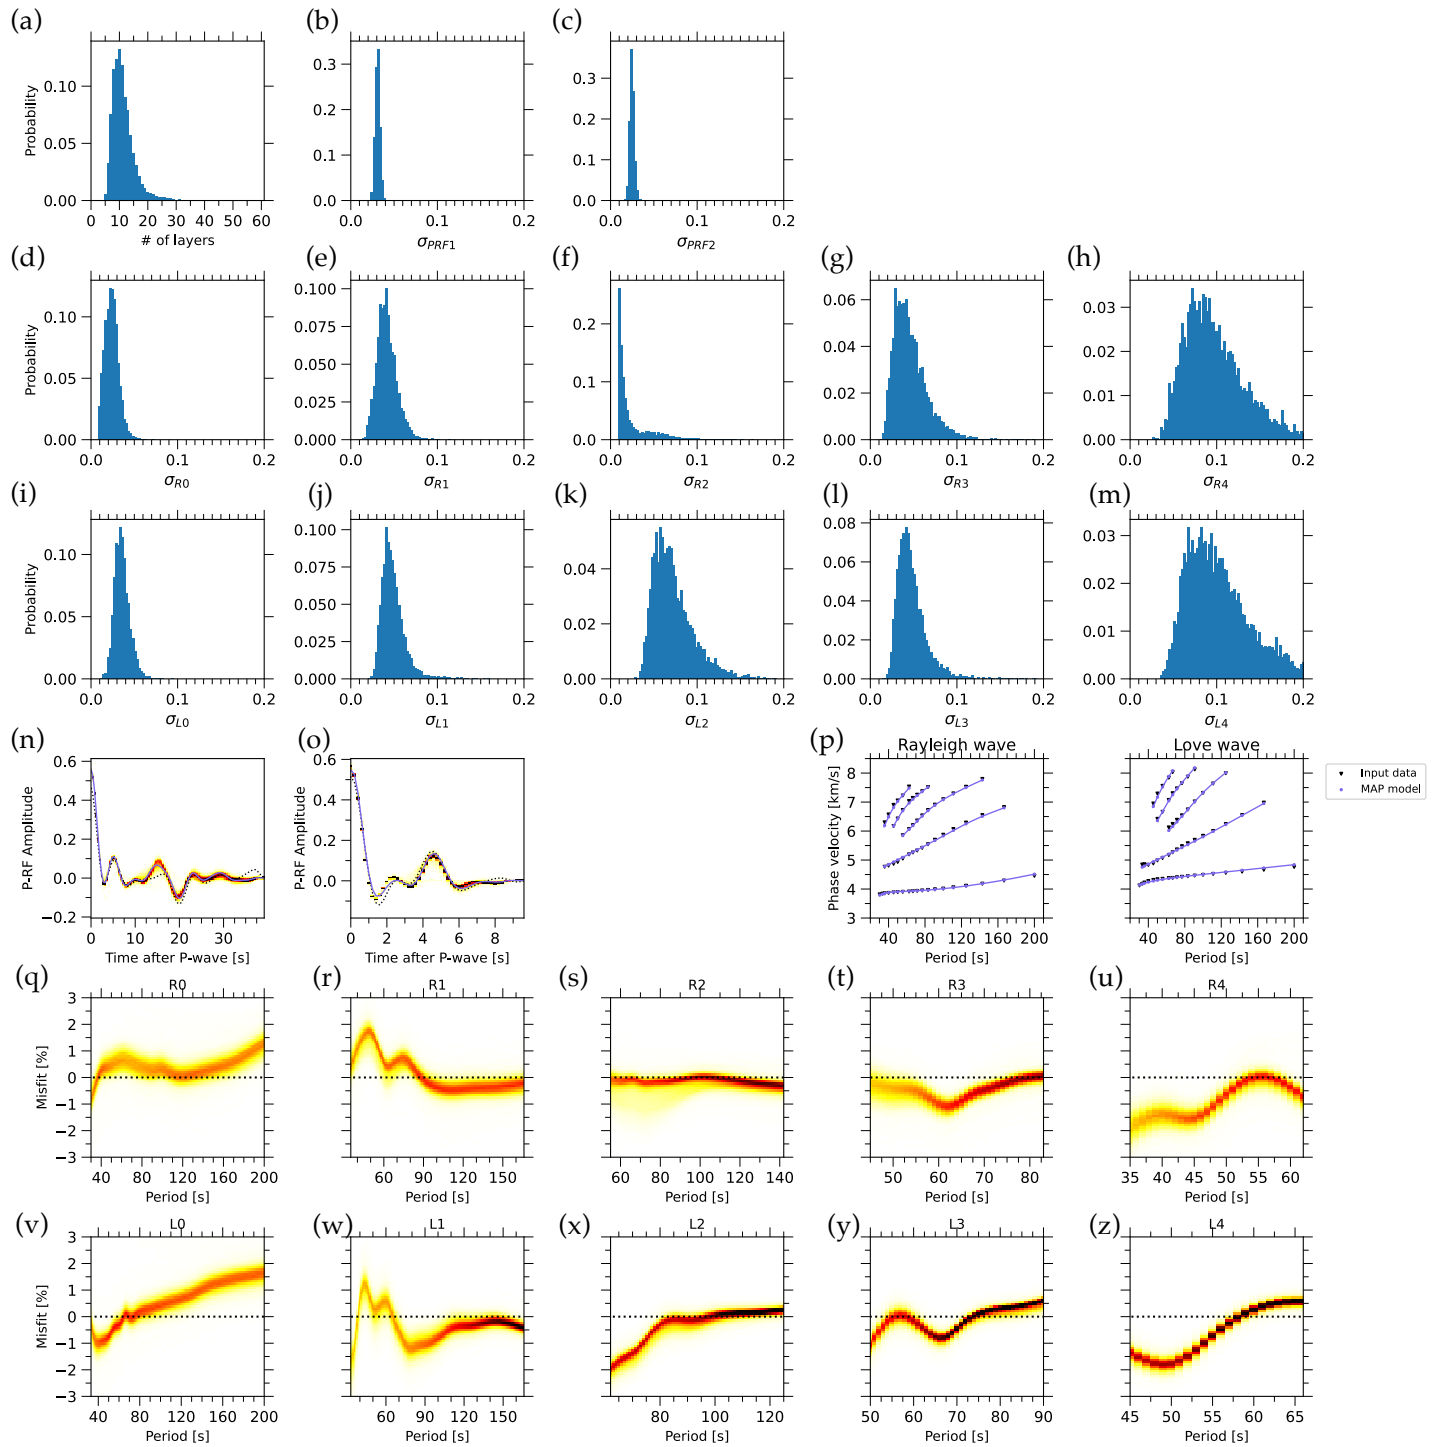 (a) (b) (c)
Probability
0.10
0.05
0.00
0 10 20 30 40 50 60
# of layers
0.3
0.2
0.1
0.0
0.0 0.1 0.2
σPRF1
0.3
0.2
0.1
0.0
0.0 0.1 0.2
σPRF2
(d) (e) (f) (g) (h)
Probability
0.10
0.05
0.00
0.0 0.1 0.2
σR0
0.100
0.075
0.050
0.025
0.000
0.0 0.1 0.2
σR1
0.2
0.1
0.0
0.0 0.1 0.2
σR2
0.06
0.04
0.02
0.00
0.0 0.1 0.2
σR3
0.03
0.02
0.01
0.00
0.0 0.1 0.2
σR4
(i) (j) (k) (l) (m)
Probability
0.10
0.05
0.00
0.0 0.1 0.2
σL0
0.100
0.075
0.050
0.025
0.000
0.0 0.1 0.2
σL1
0.04
0.02
0.00
0.0 0.1 0.2
σL2
0.08
0.06
0.04
0.02
0.00
0.0 0.1 0.2
σL3
0.03
0.02
0.01
0.00
0.0 0.1 0.2
σL4
(n) (o) (p)
P-RF Amplitude
0.6
0.4
0.2
0.0
−0.2
0 10 20 30
Time after P-wave [s]
P-RF Amplitude
0.6
0.4
0.2
0.0
0 2 4 6 8
Time after P-wave [s]
Rayleigh wave
Phase velocity [km/s]
8
7
6
5
4
3
40 80 120 160 200
Period [s]
Love wave
40 80 120 160 200
Period [s]
Input data
MAP model
(q) (r) (s) (t) (u)
R0
Misfit [%]
3
2
1
0
−1
−2
−3
40 80 120 160 200
Period [s]
R1
60 90 120 150
Period [s]
R2
60 80 100 120 140
Period [s]
R3
50 60 70 80
Period [s]
R4
35 40 45 50 55 60
Period [s]
(v) (w) (x) (y) (z)
L0
Misfit [%]
3
2
1
0
−1
−2
−3
40 80 120 160 200
Period [s]
L1
60 90 120 150
Period [s]
L2
80 100 120
Period [s]
L3
50 60 70 80 90
Period [s]
L4
45 50 55 60 65
Period [s]